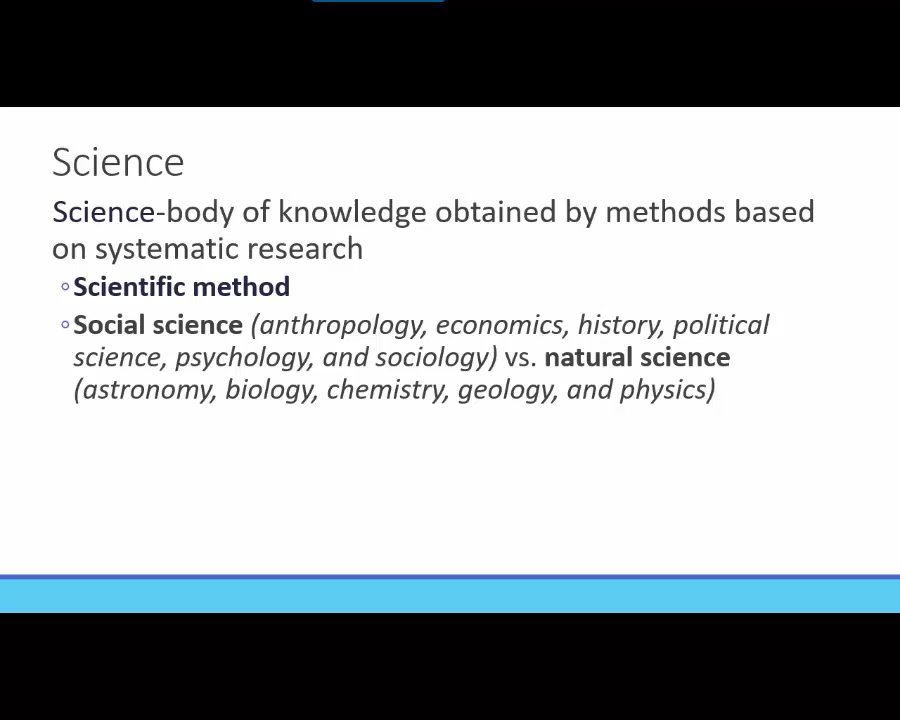 Science
Science-body of knowledge obtained by methods based
on systematic research
◦Scientific method
◦Social science (anthropology, economics, history, political
science, psychology, and sociology) vs. natural science
(astronomy, biology, chemistry, geology, and physics)